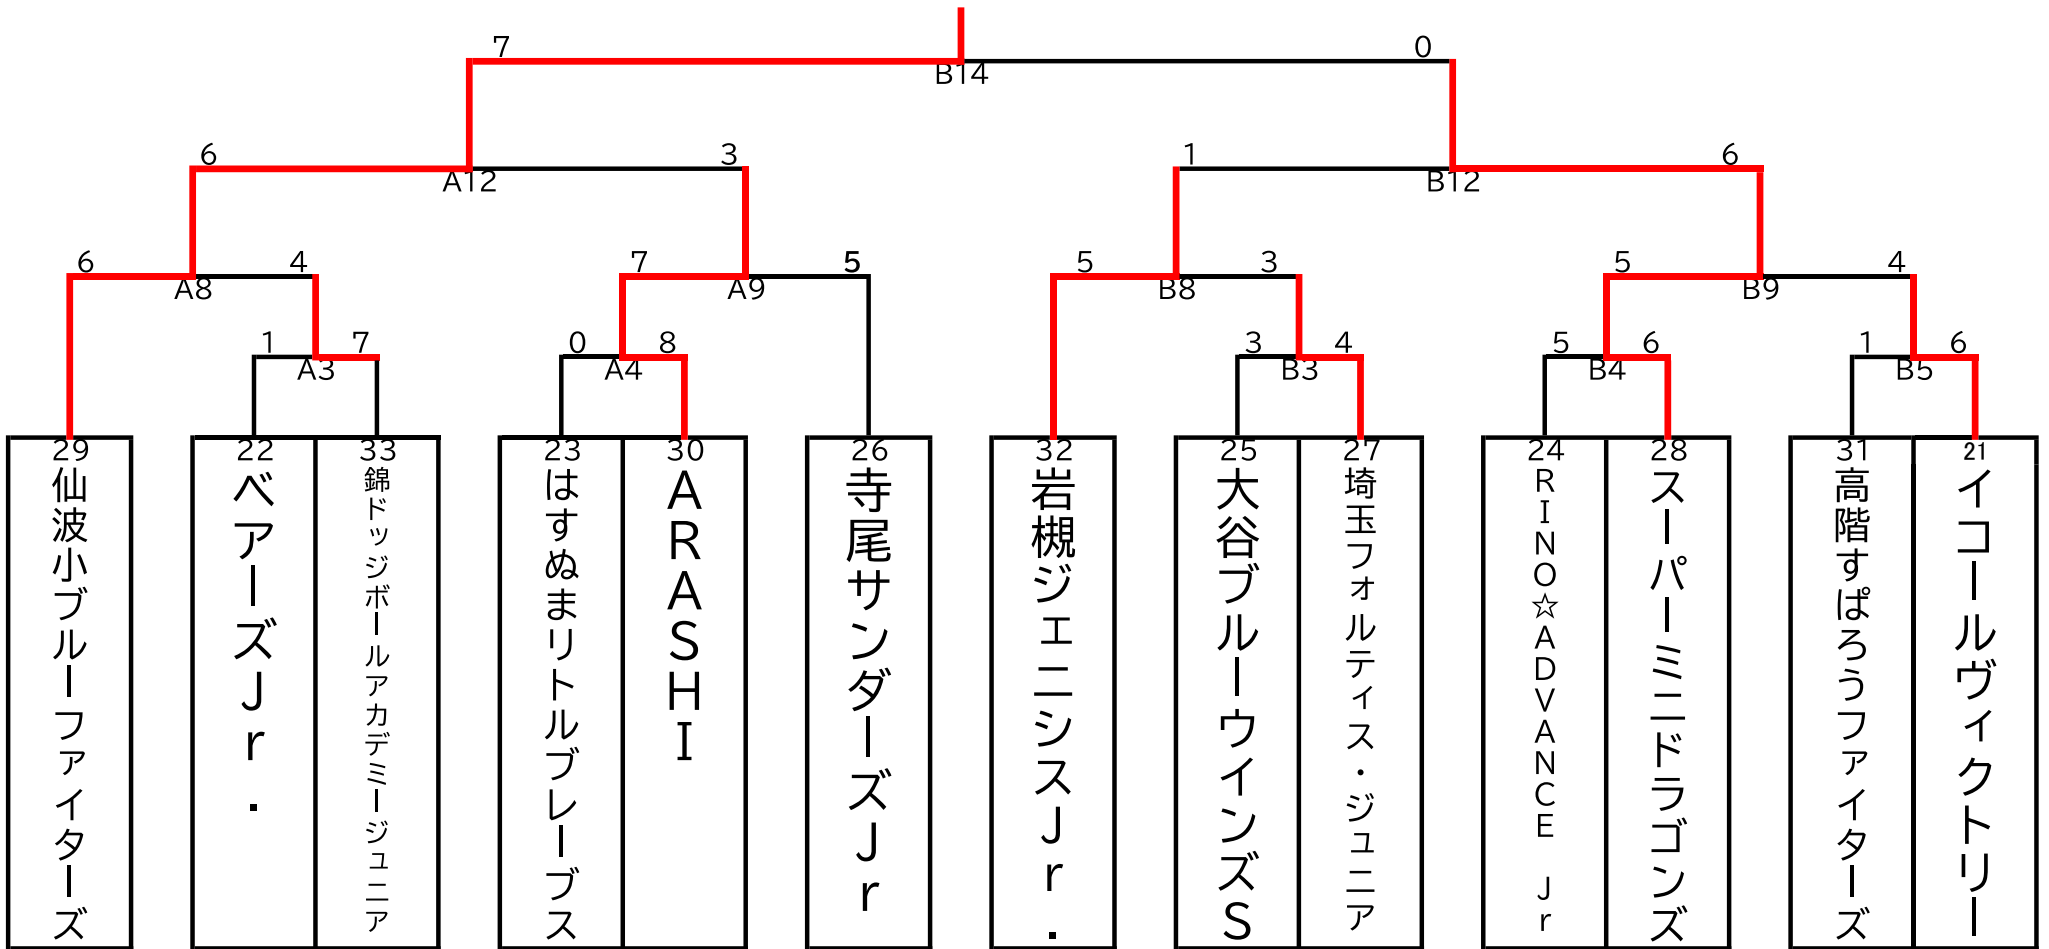 7 0
B14
6 3 1 6
A12 B12
6 4 7 5 5 3 5 4
A8 A9 B8 B9
1 7 0 8 3 4 5 6 1 6
A3 A4 B3 B4 B5
29 22 33 23 30 26 32 25 27 24 28 31 21
仙波小ブルーファイターズ
ベアーズJr.
錦ドッジボールアカデミージュニア
はすぬまリトルブレーブス
ARASHI
寺尾サンダーズJr
岩槻ジェニシスJr.
大谷ブルーウインズS
埼玉フォルティス・ジュニア
RINO☆ADVANCE Jr
スーパーミニドラゴンズ
高階すぱろうファイターズ
イコールヴィクトリー